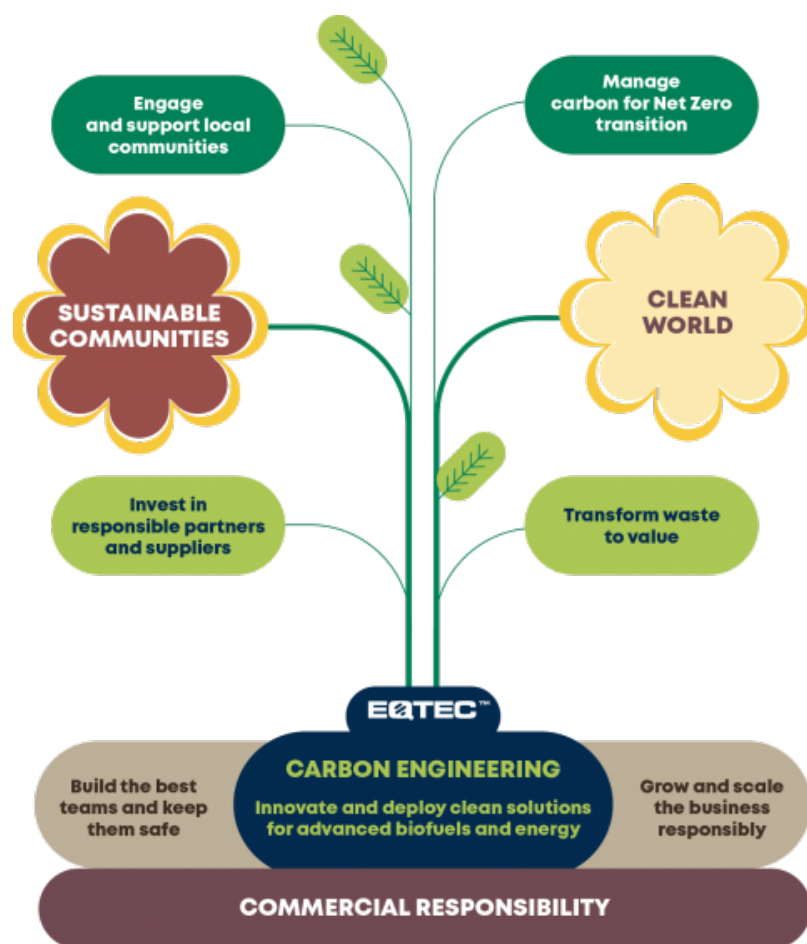 Engage
and support local
communities
Manage
carbon for Net Zero
transition
SUSTAINABLE
COMMUNITIES
CLEAN
WORLD
Invest in
responsible partners
and suppliers
Transform waste
to value
EQTEC™
CARBON ENGINEERING
Innovate and deploy clean solutions
for advanced biofuels and energy
Build the best
teams and keep
them safe
Grow and scale
the business
responsibly
COMMERCIAL RESPONSIBILITY